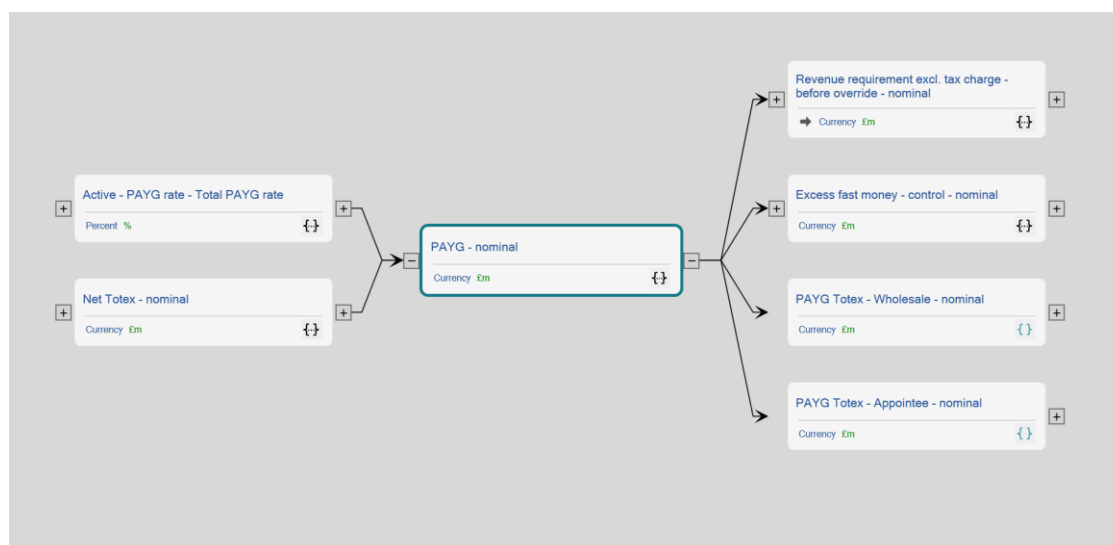 Active - PAYG rate - Total PAYG rate
Percent %
Net Totex - nominal
Currency £m
PAYG - nominal
Currency £m
Revenue requirement excl. tax charge -
before override - nominal
Currency £m
Excess fast money - control - nominal
Currency £m
PAYG Totex - Wholesale - nominal
Currency £m
PAYG Totex - Appointee - nominal
Currency £m